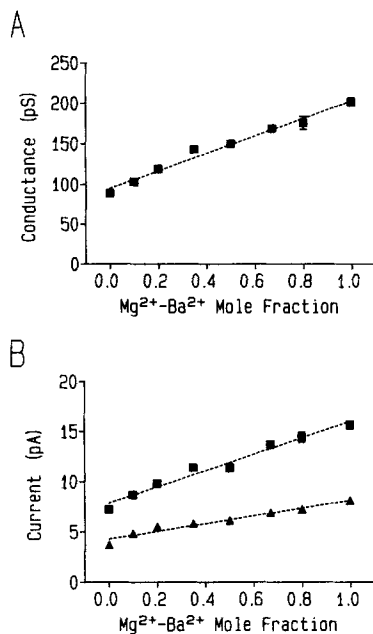 A
Conductance (pS)
250
200
150
100
50
0
0.0 0.2 0.4 0.6 0.8 1.0
Mg²⁺-Ba²⁺ Mole Fraction
B
Current (pA)
20
15
10
5
0
0.0 0.2 0.4 0.6 0.8 1.0
Mg²⁺-Ba²⁺ Mole Fraction